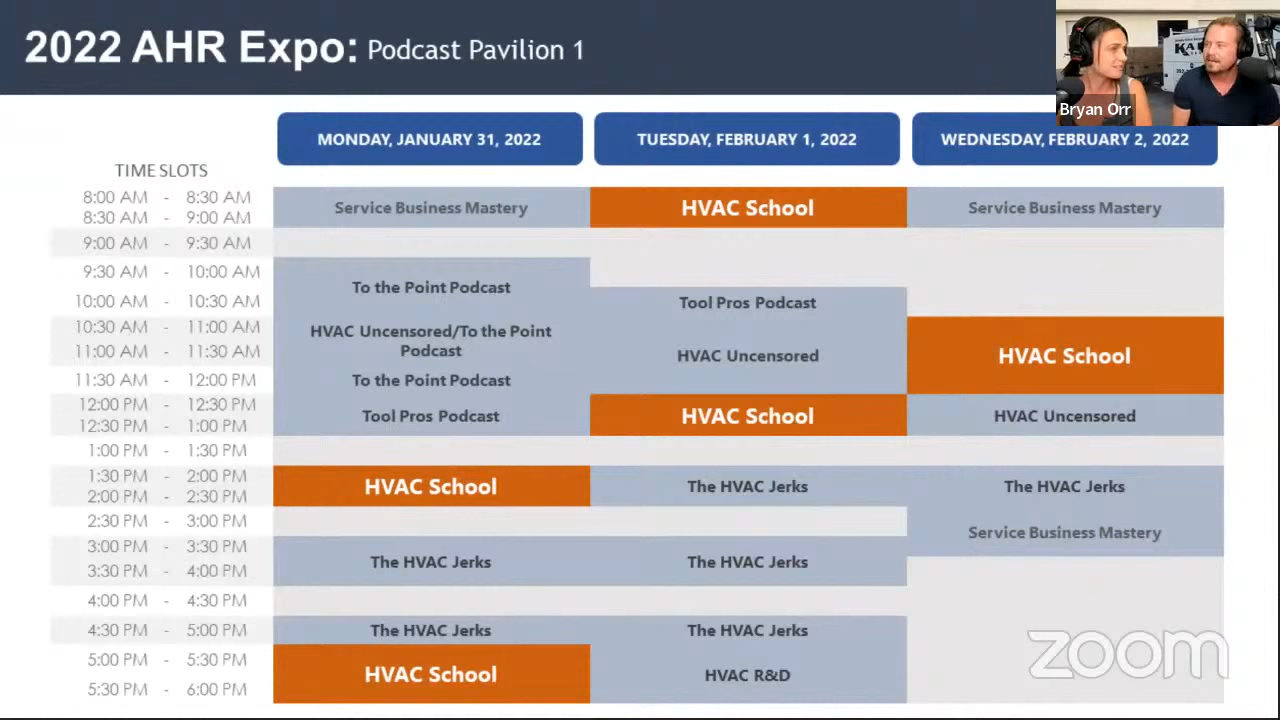 2022 AHR Expo: Podcast Pavilion 1
KA
Bryan Orr
MONDAY, JANUARY 31, 2022
TUESDAY, FEBRUARY 1, 2022
WEDNESDAY, FEBRUARY 2, 2022
TIME SLOTS
8:00 AM - 8:30 AM
8:30 AM - 9:00 AM
Service Business Mastery
HVAC School
Service Business Mastery
9:00 AM - 9:30 AM
9:30 AM - 10:00 AM
To the Point Podcast
10:00 AM - 10:30 AM
Tool Pros Podcast
10:30 AM - 11:00 AM
HVAC Uncensored/To the Point
Podcast
11:00 AM - 11:30 AM
HVAC Uncensored
HVAC School
11:30 AM - 12:00 PM
To the Point Podcast
12:00 PM - 12:30 PM
12:30 PM - 1:00 PM
Tool Pros Podcast
HVAC School
HVAC Uncensored
1:00 PM - 1:30 PM
1:30 PM - 2:00 PM
2:00 PM - 2:30 PM
HVAC School
The HVAC Jerks
The HVAC Jerks
2:30 PM - 3:00 PM
Service Business Mastery
3:00 PM - 3:30 PM
3:30 PM - 4:00 PM
The HVAC Jerks
The HVAC Jerks
4:00 PM - 4:30 PM
4:30 PM - 5:00 PM
The HVAC Jerks
The HVAC Jerks
5:00 PM - 5:30 PM
5:30 PM - 6:00 PM
HVAC School
HVAC R&D
zoom